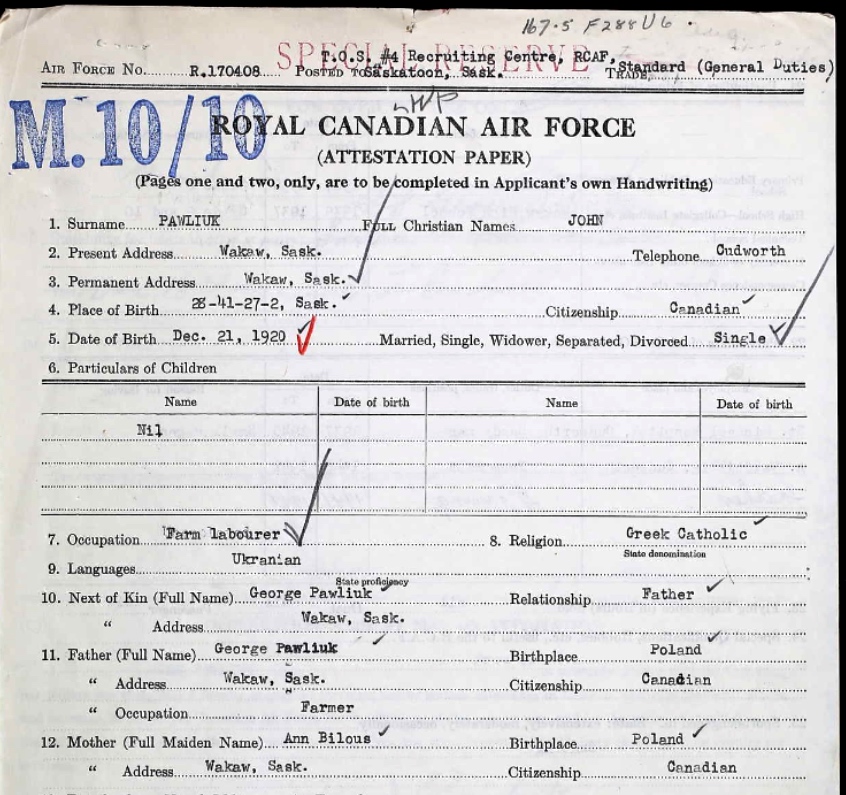 167·5 F288U6 .
SPECIAL RESERVE
T.O.S. #4 Recruiting Centre, RCAF,
AIR FORCE NO. R.170408 POSTED TO Saskatoon, Sask. TRADE Standard (General Duties)
M.10/10
ROYAL CANADIAN AIR FORCE
(ATTESTATION PAPER)
(Pages one and two, only, are to be completed in Applicant's own Handwriting)
1. Surname PAWLIUK FULL Christian Names JOHN
2. Present Address Wakaw, Sask. Telephone Cudworth
3. Permanent Address Wakaw, Sask.
4. Place of Birth 28-41-27-2, Sask. Citizenship Canadian
5. Date of Birth Dec. 21, 1920 Married, Single, Widower, Separated, Divorced Single
6. Particulars of Children
Name Date of birth Name Date of birth
Nil
7. Occupation Farm labourer 8. Religion Greek Catholic
State denomination
9. Languages Ukranian
State proficiency
10. Next of Kin (Full Name) George Pawliuk Relationship Father
" Address Wakaw, Sask.
11. Father (Full Name) George Pawliuk Birthplace Poland
" Address Wakaw, Sask. Citizenship Canadian
" Occupation Farmer
12. Mother (Full Maiden Name) Ann Bilous Birthplace Poland
" Address Wakaw, Sask. Citizenship Canadian